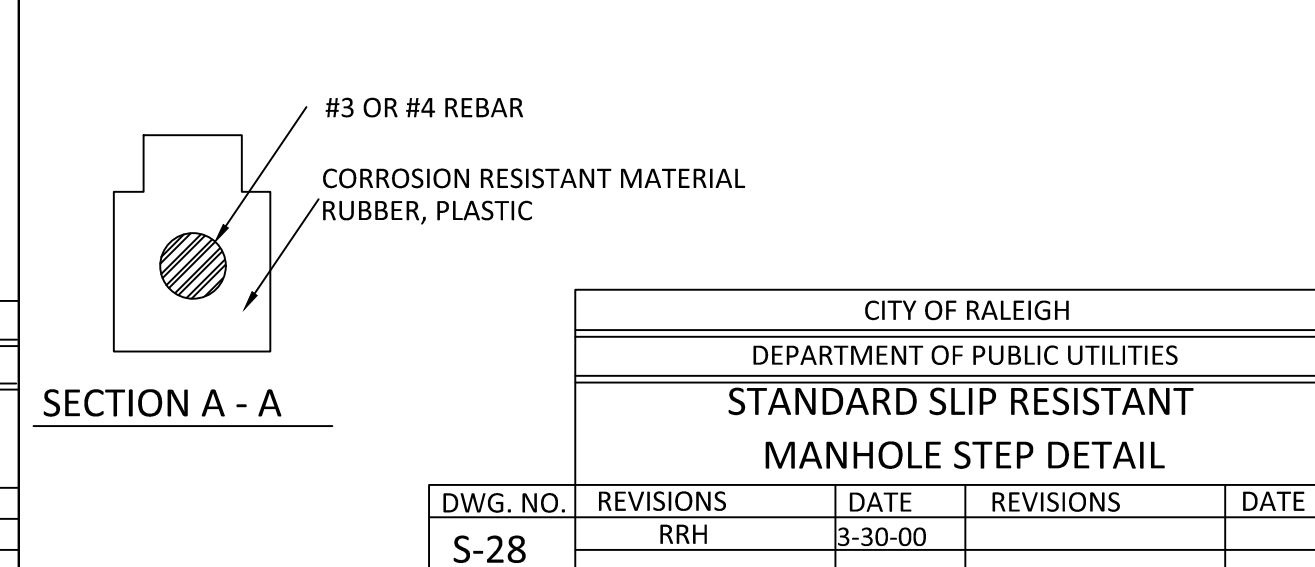 #3 OR #4 REBAR
CORROSION RESISTANT MATERIAL
RUBBER, PLASTIC
SECTION A - A
CITY OF RALEIGH
DEPARTMENT OF PUBLIC UTILITIES
STANDARD SLIP RESISTANT
MANHOLE STEP DETAIL
DWG. NO. REVISIONS DATE REVISIONS DATE
S-28 RRH 3-30-00